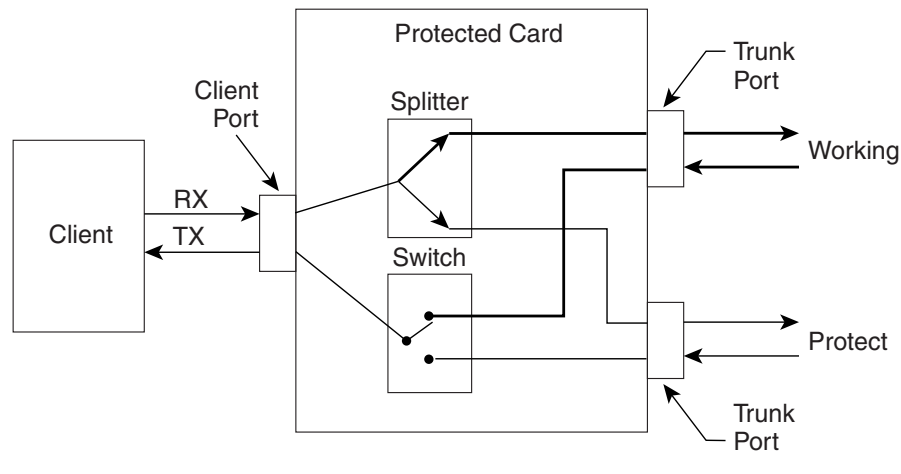 Protected Card
Trunk
Port
Client
Port
Splitter
Working
RX
Client
TX
Switch
Protect
Trunk
Port